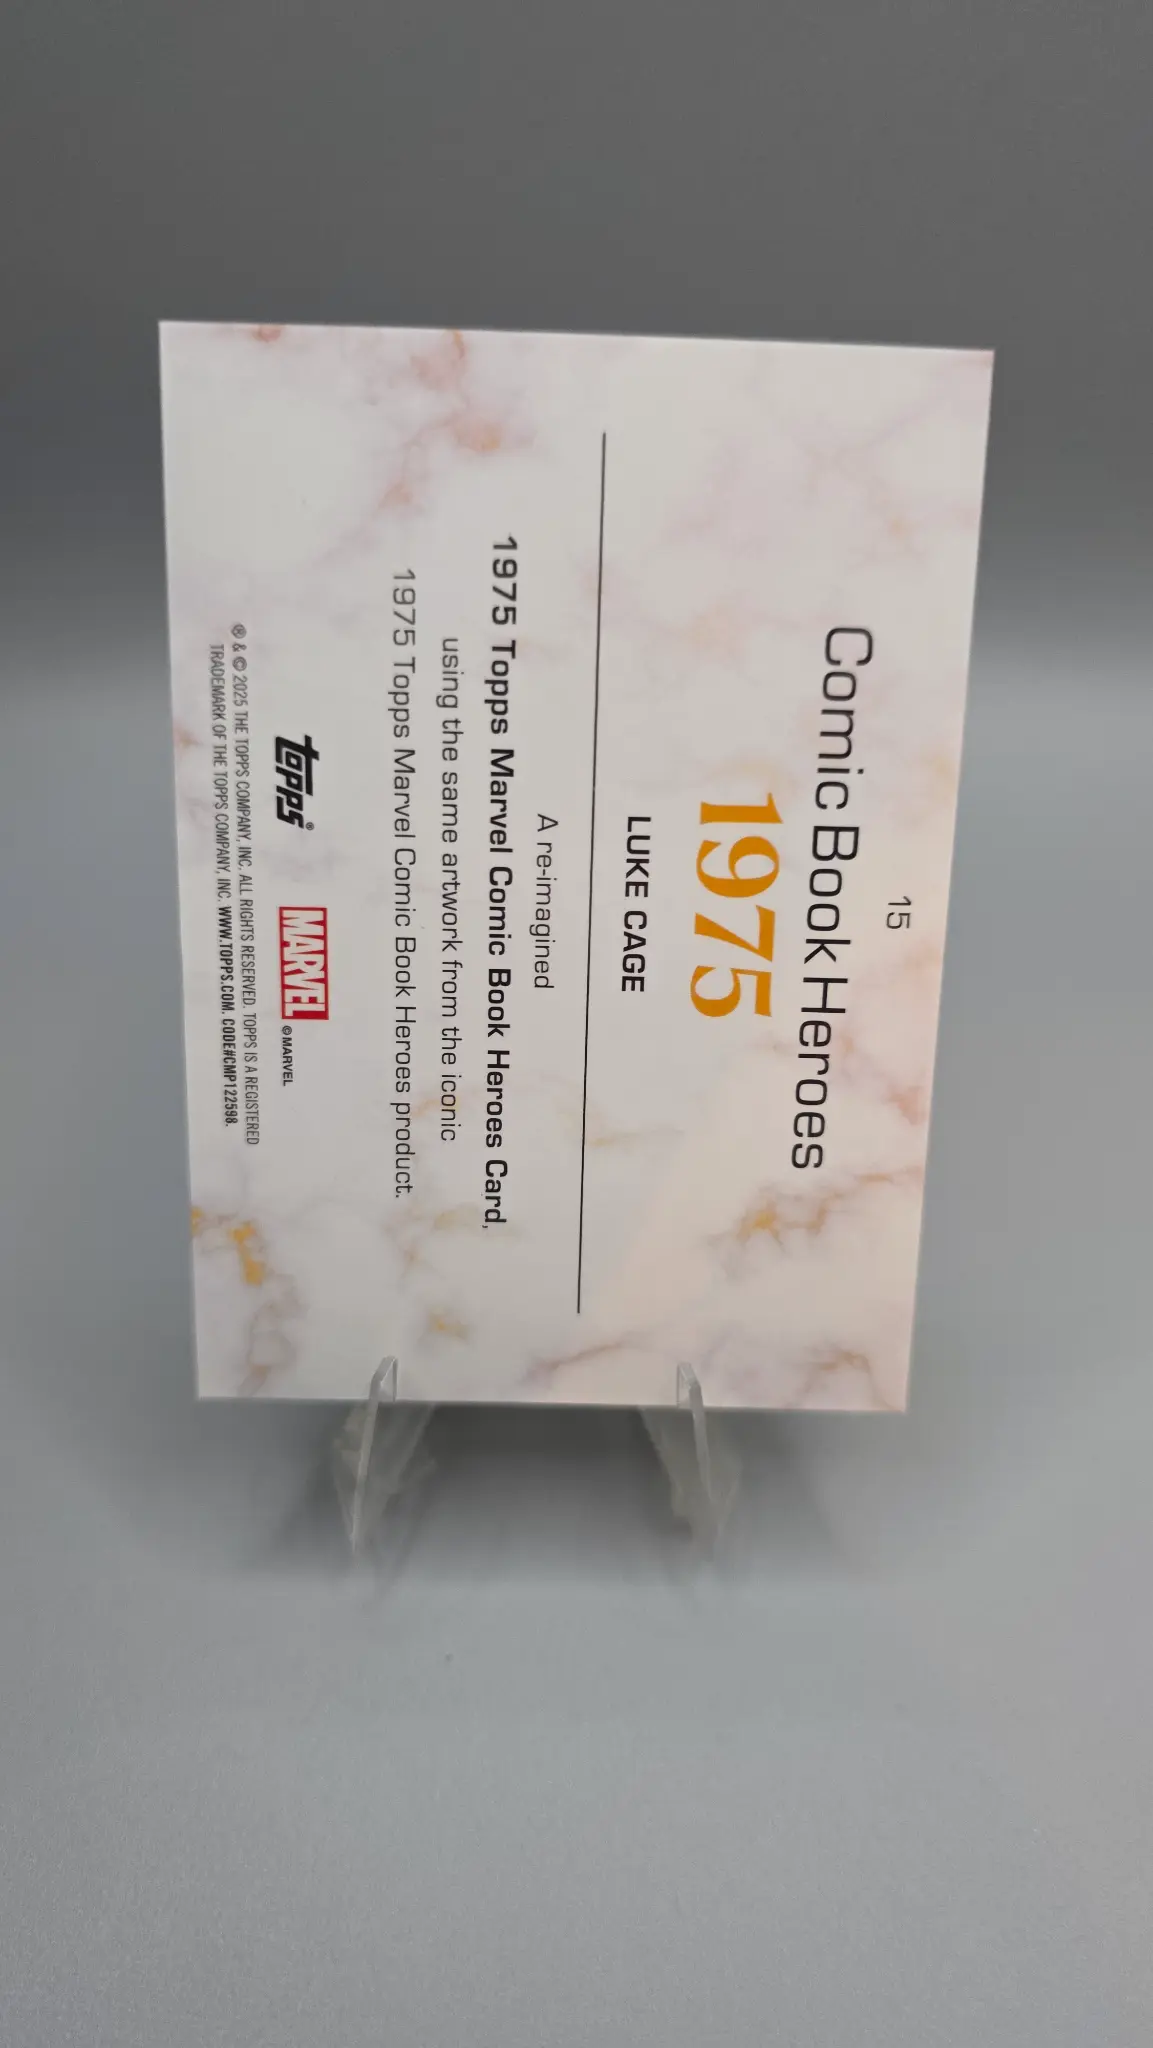 15
Comic Book Heroes
1975
LUKE CAGE
A re-imagined
1975 Topps Marvel Comic Book Heroes Card,
using the same artwork from the iconic
1975 Topps Marvel Comic Book Heroes product.
topps®
MARVEL © MARVEL
® & © 2025 THE TOPPS COMPANY, INC. ALL RIGHTS RESERVED. TOPPS IS A REGISTERED
TRADEMARK OF THE TOPPS COMPANY, INC. WWW.TOPPS.COM. CODE#CMP122598.